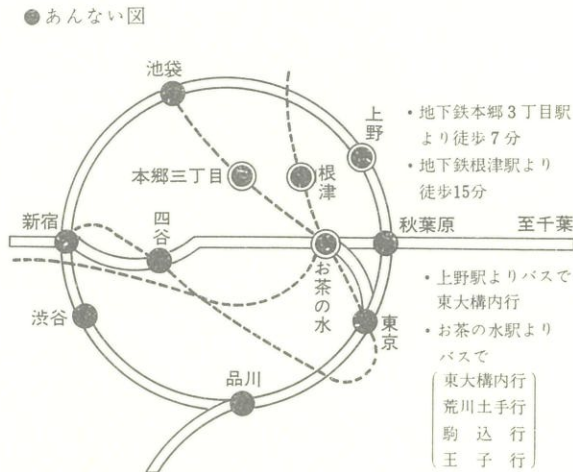 ●あんない図
池袋
上野
本郷三丁目
根津
新宿
四谷
秋葉原
至千葉
お茶の水
渋谷
東京
品川
・地下鉄本郷3丁目駅
より徒歩7分
・地下鉄根津駅より
徒歩15分
・上野駅よりバスで
東大構内行
・お茶の水駅より
バスで
東大構内行
荒川土手行
駒込行
王子行